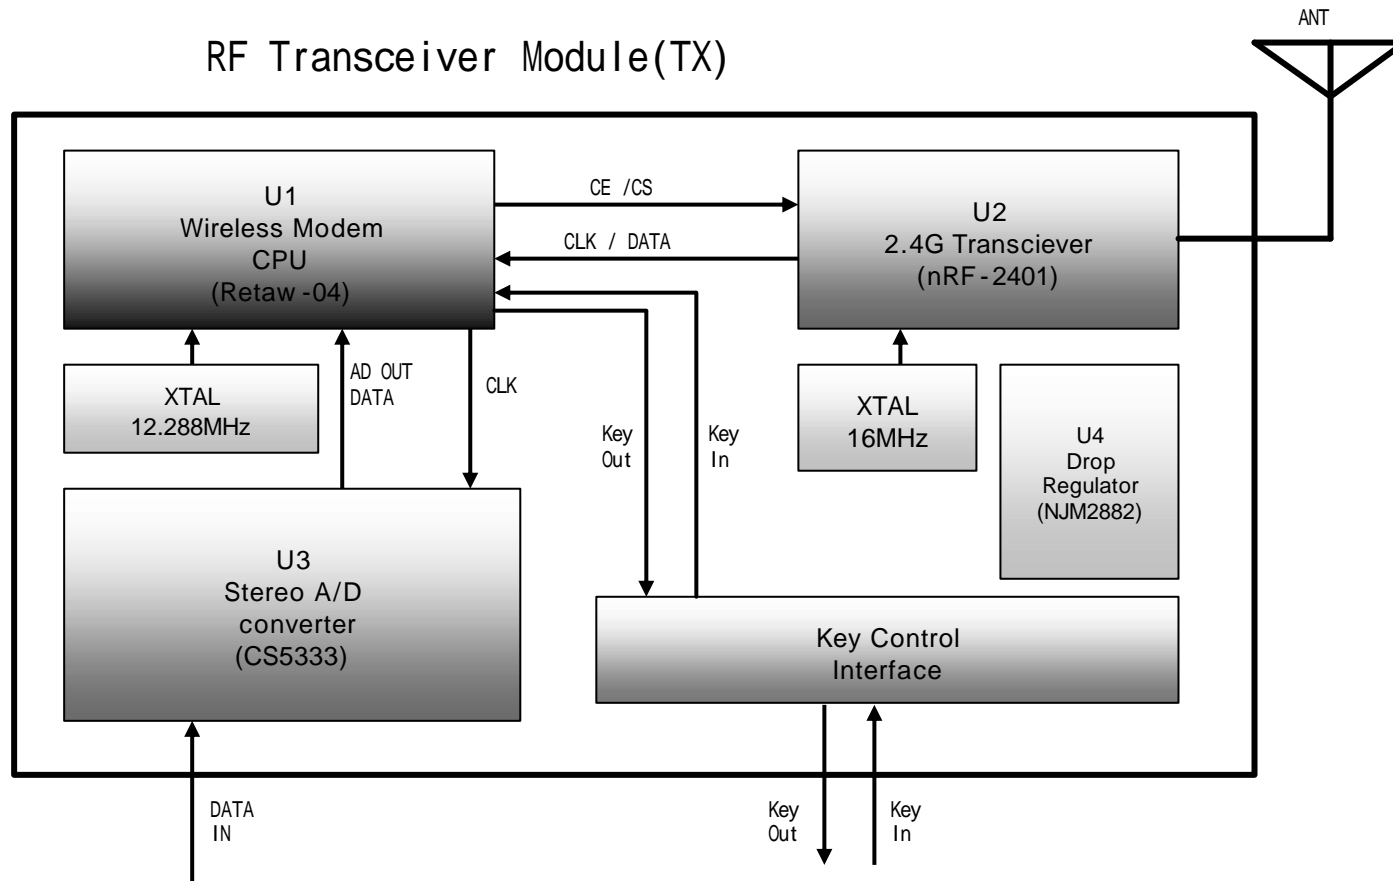 ANT
RF Transceiver Module(TX)
U1
Wireless Modem
CPU
(Retaw-04)
CE /CS
CLK / DATA
U2
2.4G Transciever
(nRF-2401)
XTAL
12.288MHz
AD OUT
DATA
CLK
Key
Out
Key
In
XTAL
16MHz
U4
Drop
Regulator
(NJM2882)
U3
Stereo A/D
converter
(CS5333)
Key Control
Interface
DATA
IN
Key
Out
Key
In